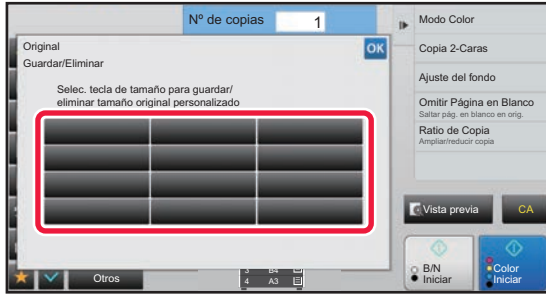 Nº de copias 1
Original
OK
Guardar/Eliminar
Selec. tecla de tamaño para guardar/
eliminar tamaño original personalizado
Modo Color
Copia 2-Caras
Ajuste del fondo
Omitir Página en Blanco
Saltar pág. en blanco en orig.
Ratio de Copia
Ampliar/reducir copia
Vista previa
CA
B/N
Iniciar
Color
Iniciar
Otros
3 B4
4 A3